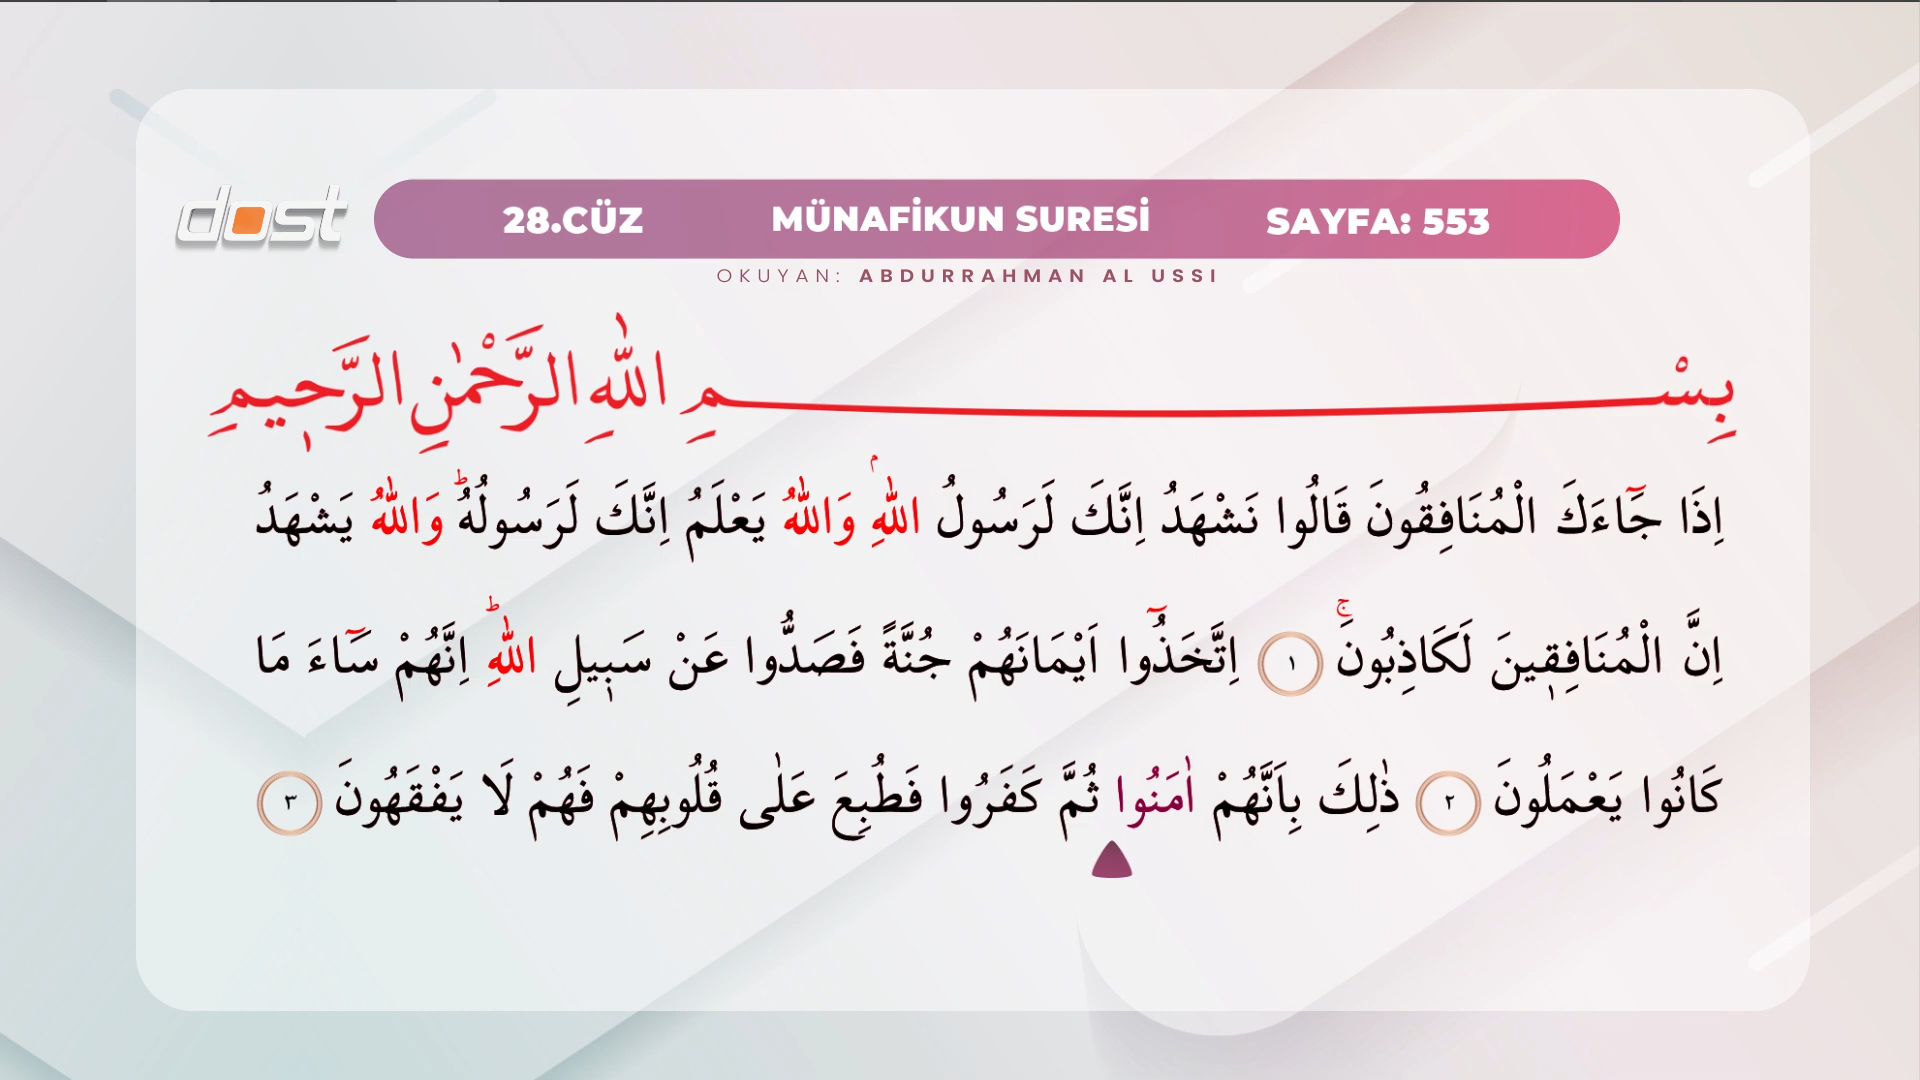 dost
28.CÜZ MÜNAFİKUN SURESİ SAYFA: 553
OKUYAN: ABDURRAHMAN AL USSI
بِسْــــــمِ اللّٰهِ الرَّحْمٰنِ الرَّح۪يمِ
اِذَا جَٓاءَكَ الْمُنَافِقُونَ قَالُوا نَشْهَدُ اِنَّكَ لَرَسُولُ اللّٰهِۢ وَاللّٰهُ يَعْلَمُ اِنَّكَ لَرَسُولُهُۜ وَاللّٰهُ يَشْهَدُ
اِنَّ الْمُنَافِق۪ينَ لَكَاذِبُونَۚ ١ اِتَّخَذُٓوا اَيْمَانَهُمْ جُنَّةً فَصَدُّوا عَنْ سَب۪يلِ اللّٰهِۜ اِنَّهُمْ سَٓاءَ مَا
كَانُوا يَعْمَلُونَ ٢ ذٰلِكَ بِاَنَّهُمْ اٰمَنُوا ثُمَّ كَفَرُوا فَطُبِعَ عَلٰى قُلُوبِهِمْ فَهُمْ لَا يَفْقَهُونَ ٣